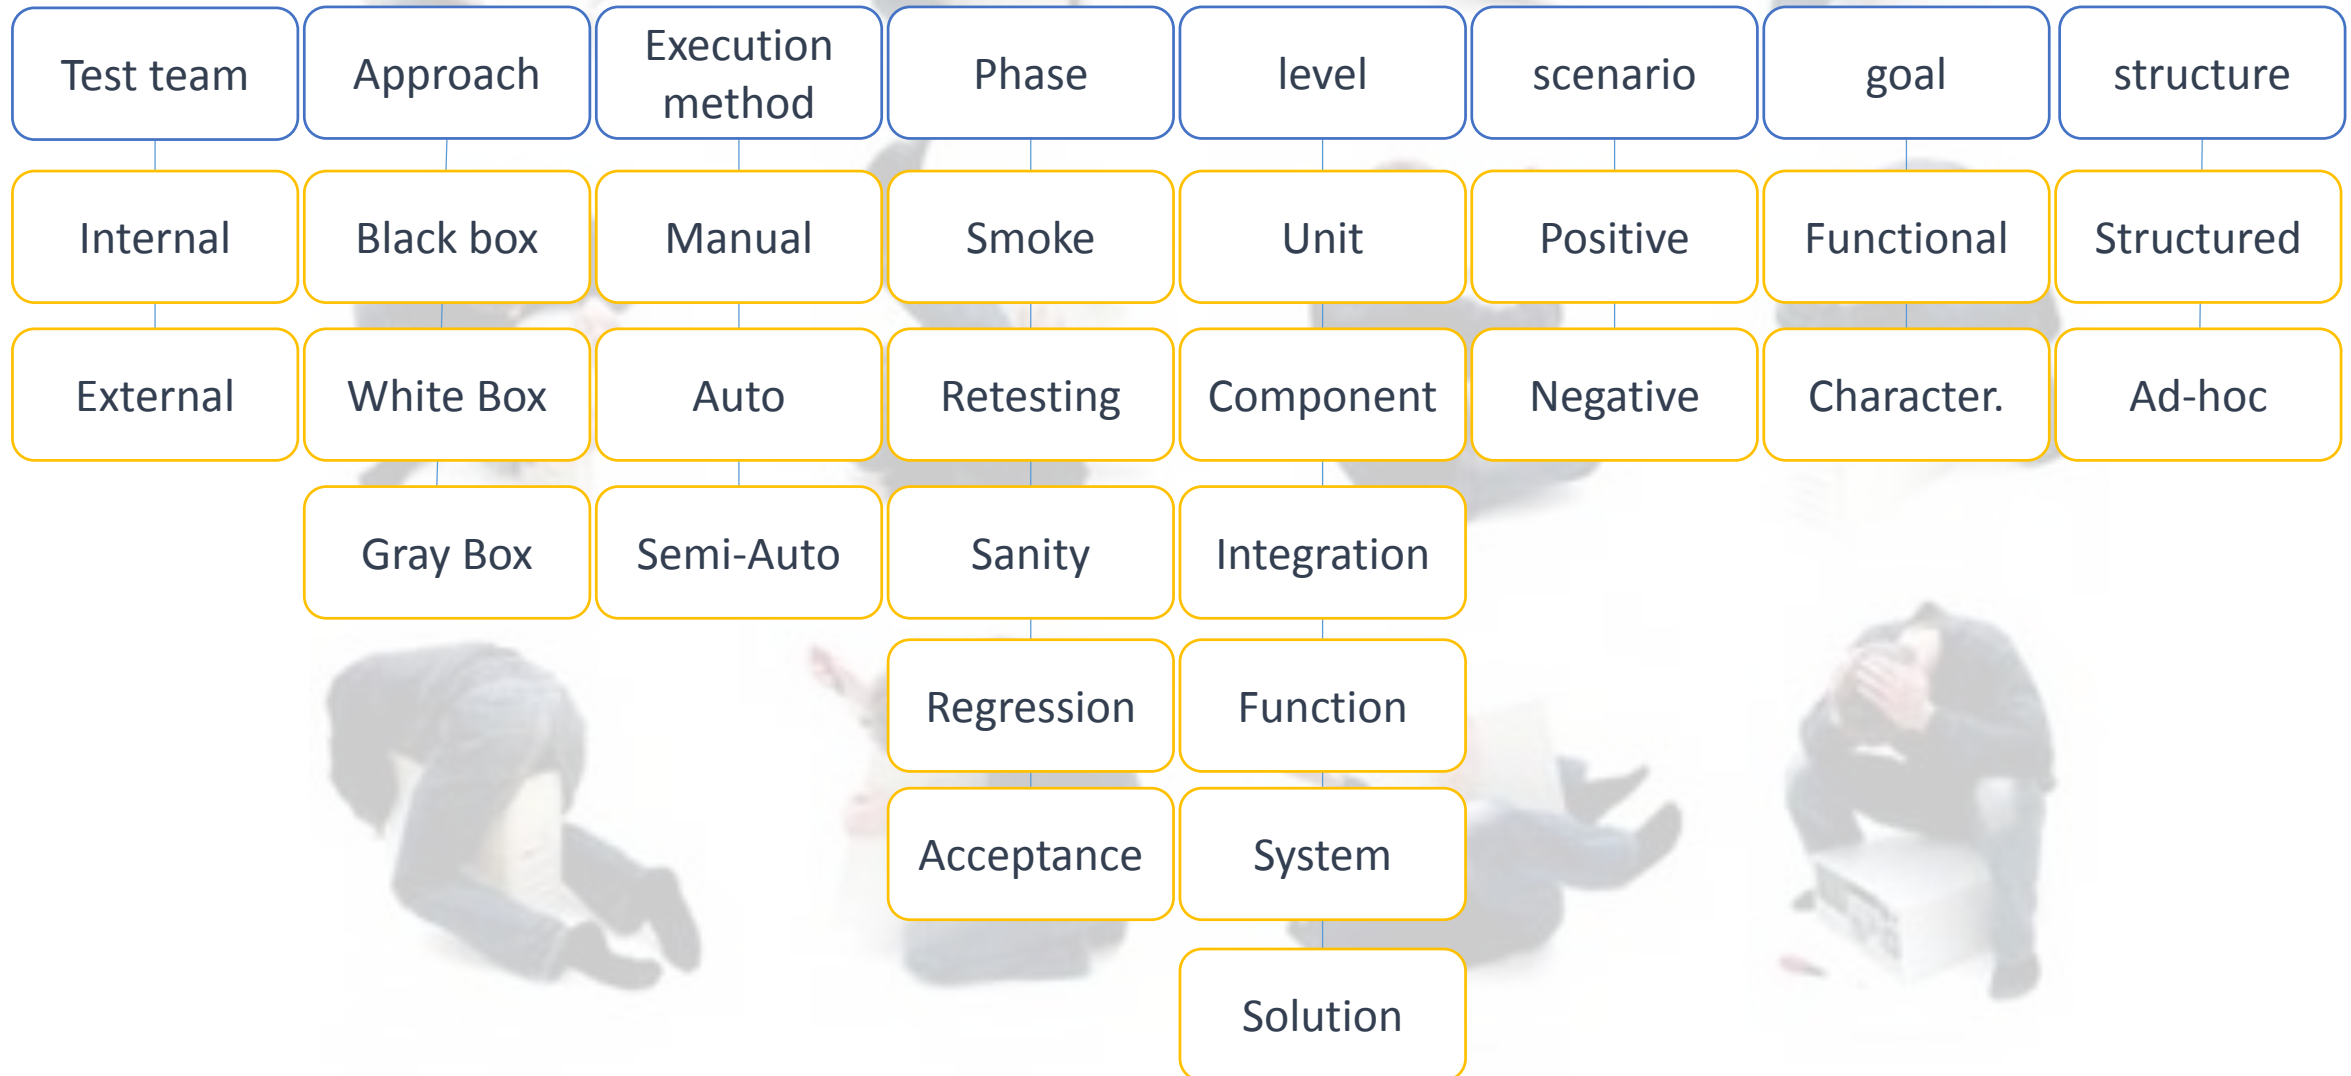 Test team
Approach
Execution
method
Phase
level
scenario
goal
structure
Internal
Black box
Manual
Smoke
Unit
Positive
Functional
Structured
External
White Box
Auto
Retesting
Component
Negative
Character.
Ad-hoc
Gray Box
Semi-Auto
Sanity
Integration
Regression
Function
Acceptance
System
Solution